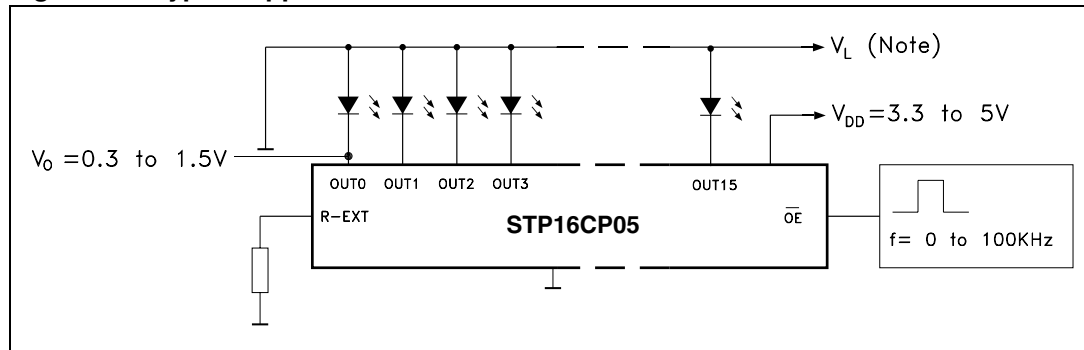 V_L (Note)
V_DD=3.3 to 5V
V_O =0.3 to 1.5V
OUT0 OUT1 OUT2 OUT3 OUT15
R-EXT STP16CP05 OE
f= 0 to 100KHz